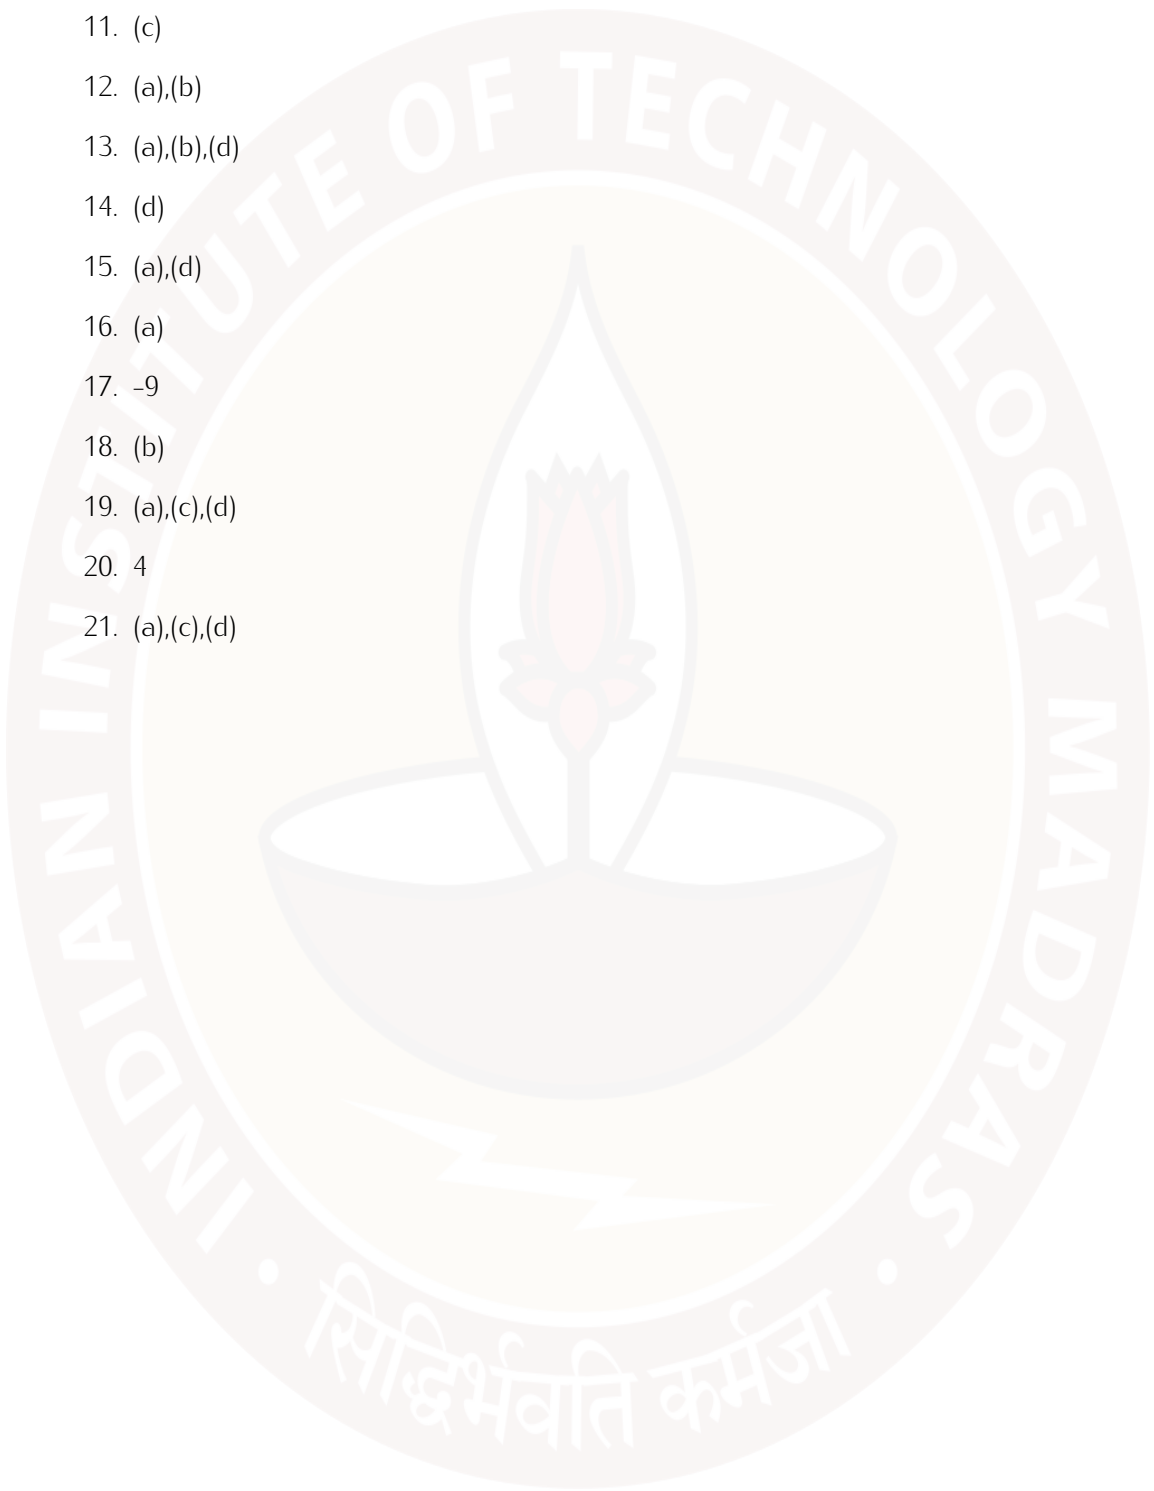 11. (c)
12. (a),(b)
13. (a),(b),(d)
14. (d)
15. (a),(d)
16. (a)
17. –9
18. (b)
19. (a),(c),(d)
20. 4
21. (a),(c),(d)
INDIAN INSTITUTE OF TECHNOLOGY MADRAS
सिद्धिर्भवति कर्मजा